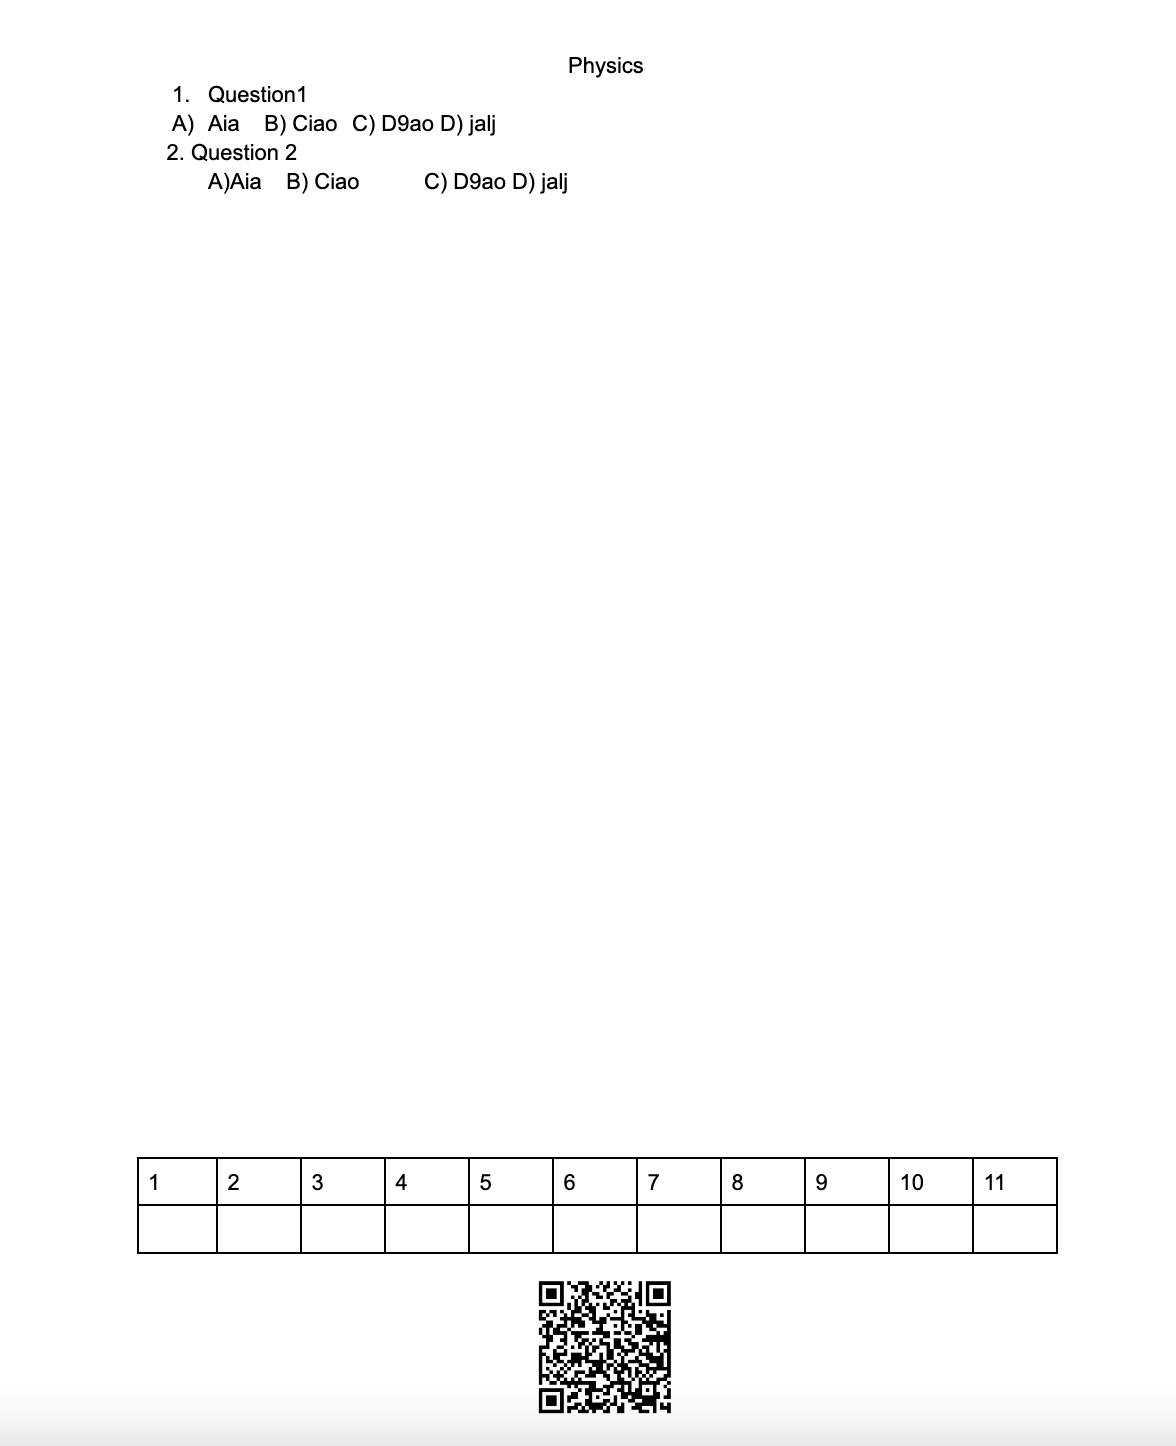 Physics
1. Question1
A) Aia B) Ciao C) D9ao D) jalj
2. Question 2
A)Aia B) Ciao C) D9ao D) jalj
1 2 3 4 5 6 7 8 9 10 11